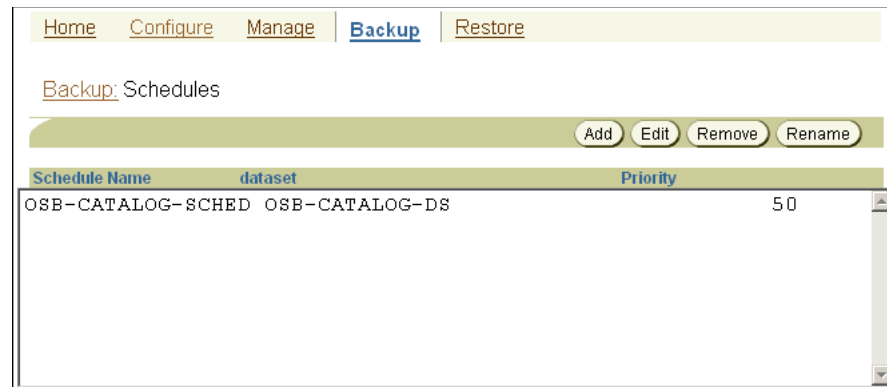 Home Configure Manage Backup Restore
Backup: Schedules
Add Edit Remove Rename
Schedule Name dataset Priority
OSB-CATALOG-SCHED OSB-CATALOG-DS 50